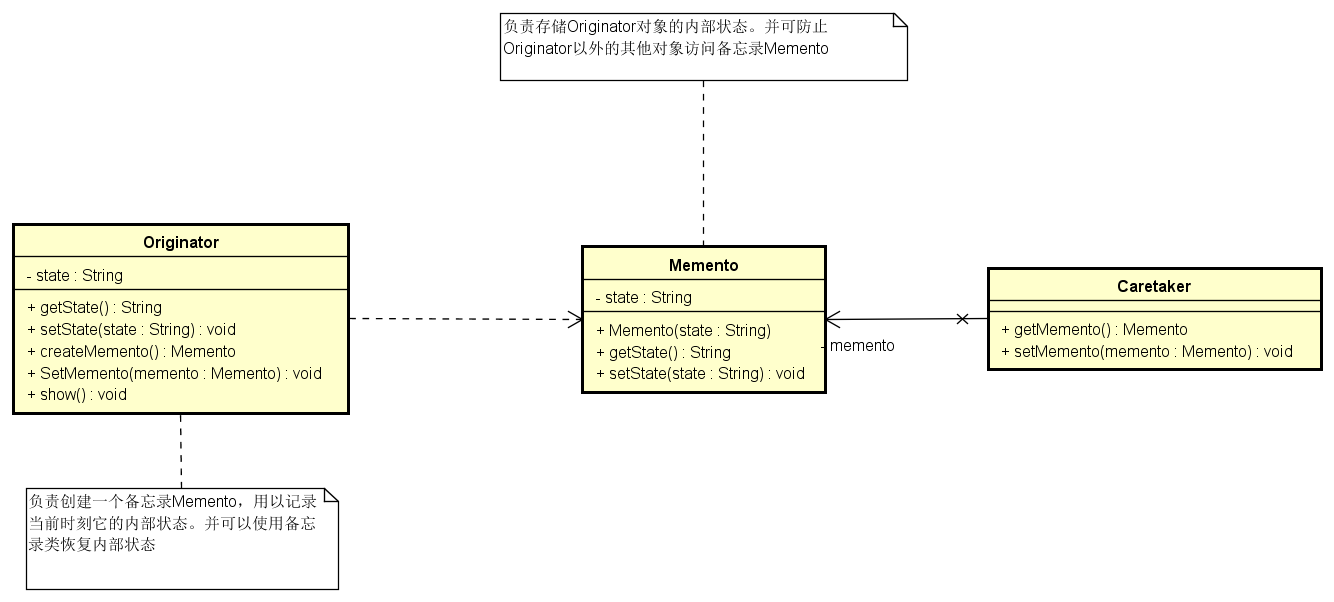 负责存储Originator对象的内部状态。并可防止
Originator以外的其他对象访问备忘录Memento
Originator
- state : String
+ getState() : String
+ setState(state : String) : void
+ createMemento() : Memento
+ SetMemento(memento : Memento) : void
+ show() : void
Memento
- state : String
+ Memento(state : String)
+ getState() : String
+ setState(state : String) : void
- memento
Caretaker
+ getMemento() : Memento
+ setMemento(memento : Memento) : void
负责创建一个备忘录Memento，用以记录
当前时刻它的内部状态。并可以使用备忘
录类恢复内部状态